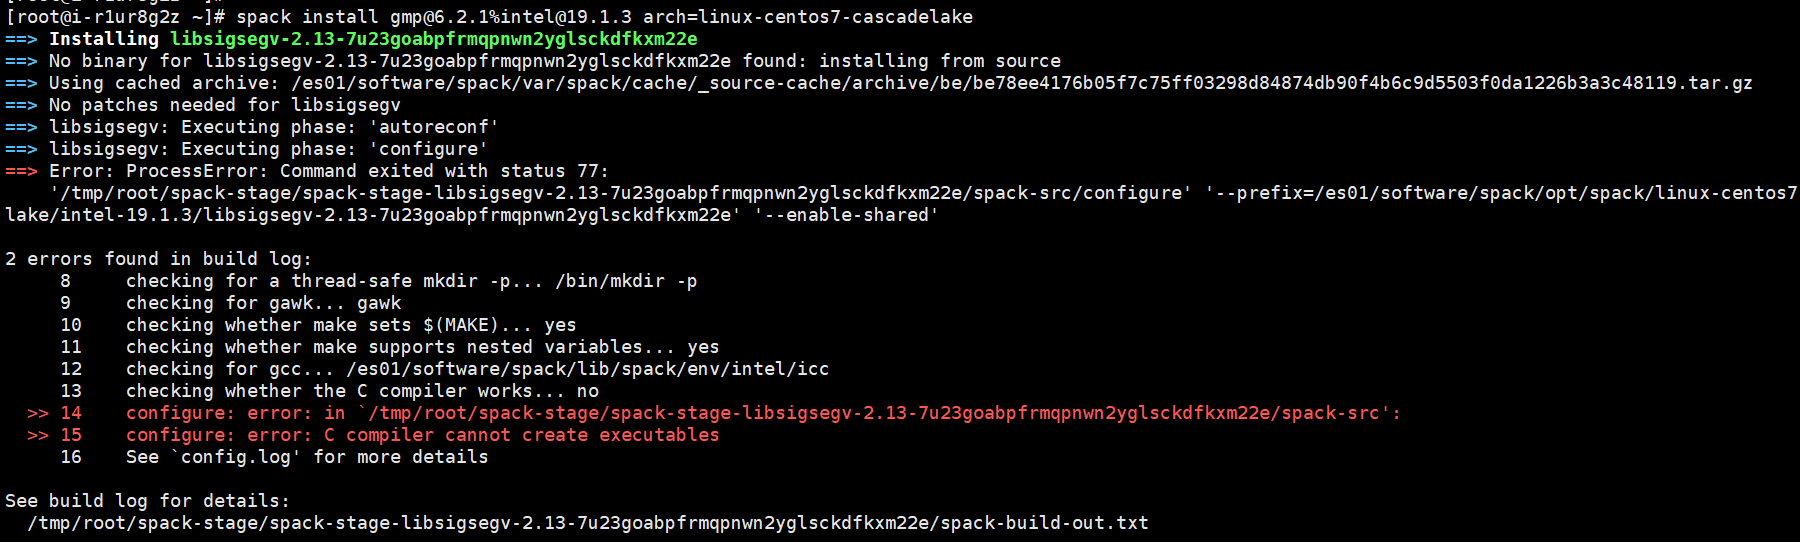 [root@i-r1ur8g2z ~]#
[root@i-r1ur8g2z ~]# spack install gmp@6.2.1%intel@19.1.3 arch=linux-centos7-cascadelake
==> Installing libsigsegv-2.13-7u23goabpfrmqpnwn2yglsckdfkxm22e
==> No binary for libsigsegv-2.13-7u23goabpfrmqpnwn2yglsckdfkxm22e found: installing from source
==> Using cached archive: /es01/software/spack/var/spack/cache/_source-cache/archive/be/be78ee4176b05f7c75ff03298d84874db90f4b6c9d5503f0da1226b3a3c48119.tar.gz
==> No patches needed for libsigsegv
==> libsigsegv: Executing phase: 'autoreconf'
==> libsigsegv: Executing phase: 'configure'
==> Error: ProcessError: Command exited with status 77:
'/tmp/root/spack-stage/spack-stage-libsigsegv-2.13-7u23goabpfrmqpnwn2yglsckdfkxm22e/spack-src/configure' '--prefix=/es01/software/spack/opt/spack/linux-centos7
lake/intel-19.1.3/libsigsegv-2.13-7u23goabpfrmqpnwn2yglsckdfkxm22e' '--enable-shared'
2 errors found in build log:
8 checking for a thread-safe mkdir -p... /bin/mkdir -p
9 checking for gawk... gawk
10 checking whether make sets $(MAKE)... yes
11 checking whether make supports nested variables... yes
12 checking for gcc... /es01/software/spack/lib/spack/env/intel/icc
13 checking whether the C compiler works... no
>> 14 configure: error: in `/tmp/root/spack-stage/spack-stage-libsigsegv-2.13-7u23goabpfrmqpnwn2yglsckdfkxm22e/spack-src':
>> 15 configure: error: C compiler cannot create executables
16 See `config.log' for more details
See build log for details:
/tmp/root/spack-stage/spack-stage-libsigsegv-2.13-7u23goabpfrmqpnwn2yglsckdfkxm22e/spack-build-out.txt